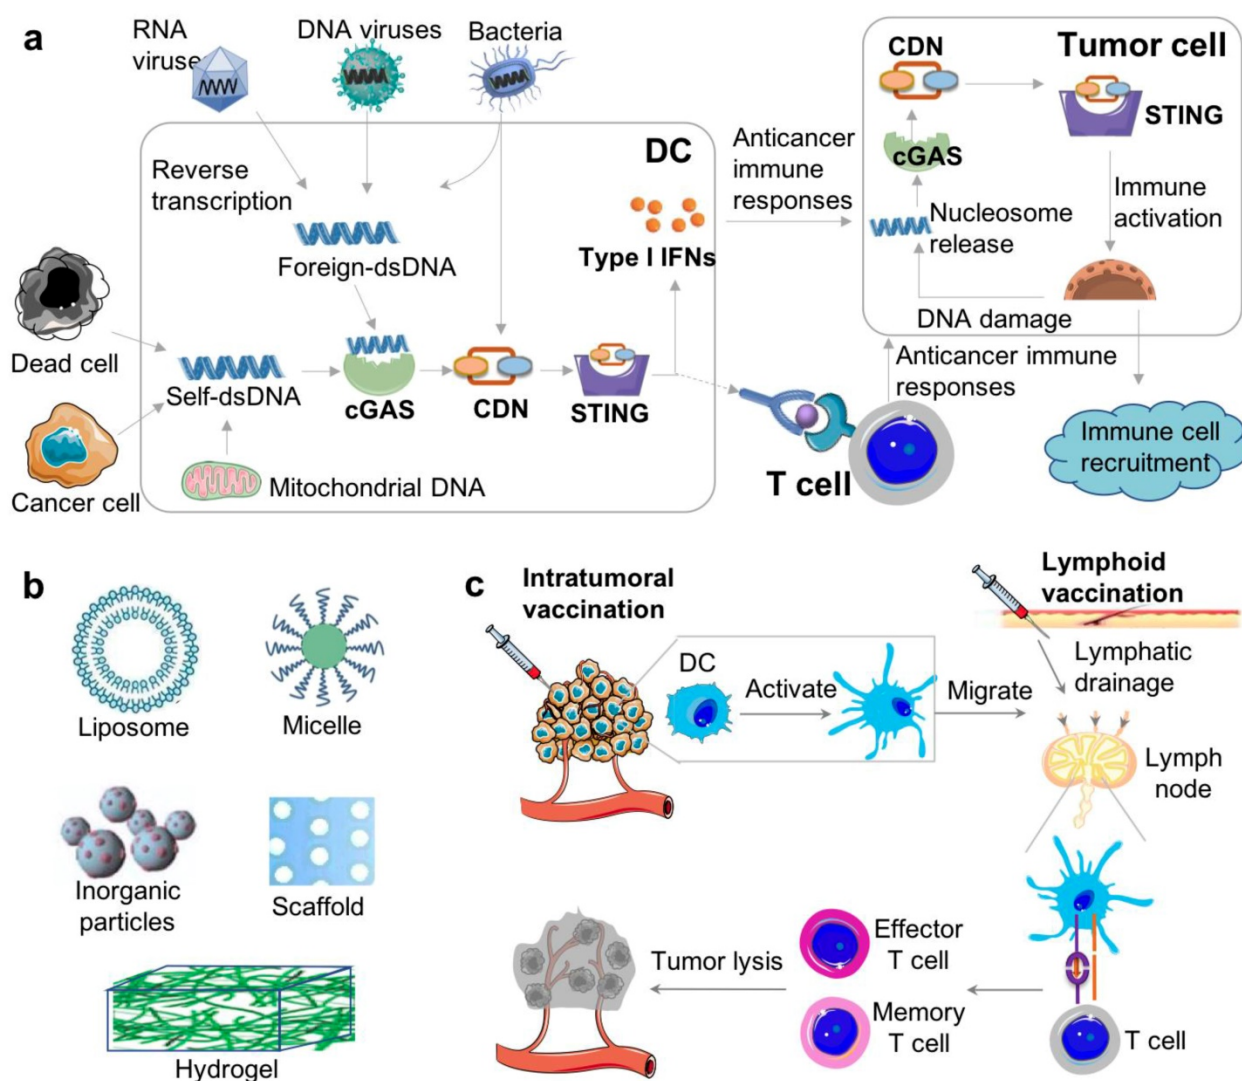 a
RNA
viruse
DNA viruses
Bacteria
DC
Reverse
transcription
Foreign-dsDNA
Type I IFNs
Dead cell
Self-dsDNA
cGAS
CDN
STING
Cancer cell
Mitochondrial DNA
Anticancer
immune
responses
T cell
Tumor cell
CDN
STING
cGAS
Nucleosome
release
Immune
activation
DNA damage
Anticancer immune
responses
Immune cell
recruitment
b
Liposome
Micelle
Inorganic
particles
Scaffold
Hydrogel
c
Intratumoral
vaccination
Lymphoid
vaccination
DC
Activate
Migrate
Lymphatic
drainage
Lymph
node
Tumor lysis
Effector
T cell
Memory
T cell
T cell